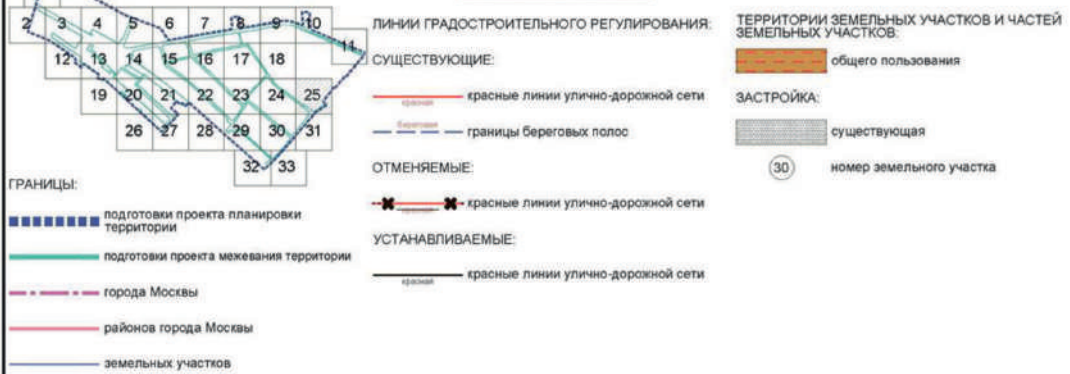 2 3 4 5 6 7 8 9 10
11
12 13 14 15 16 17 18
19 20 21 22 23 24 25
26 27 28 29 30 31
32 33
ГРАНИЦЫ:
подготовки проекта планировки
территории
подготовки проекта межевания территории
города Москвы
районов города Москвы
земельных участков
ЛИНИИ ГРАДОСТРОИТЕЛЬНОГО РЕГУЛИРОВАНИЯ:
СУЩЕСТВУЮЩИЕ:
красная
красные линии улично-дорожной сети
береговая
границы береговых полос
ОТМЕНЯЕМЫЕ:
красная
красные линии улично-дорожной сети
УСТАНАВЛИВАЕМЫЕ:
красная
красные линии улично-дорожной сети
ТЕРРИТОРИИ ЗЕМЕЛЬНЫХ УЧАСТКОВ И ЧАСТЕЙ
ЗЕМЕЛЬНЫХ УЧАСТКОВ:
общего пользования
ЗАСТРОЙКА:
существующая
30
номер земельного участка